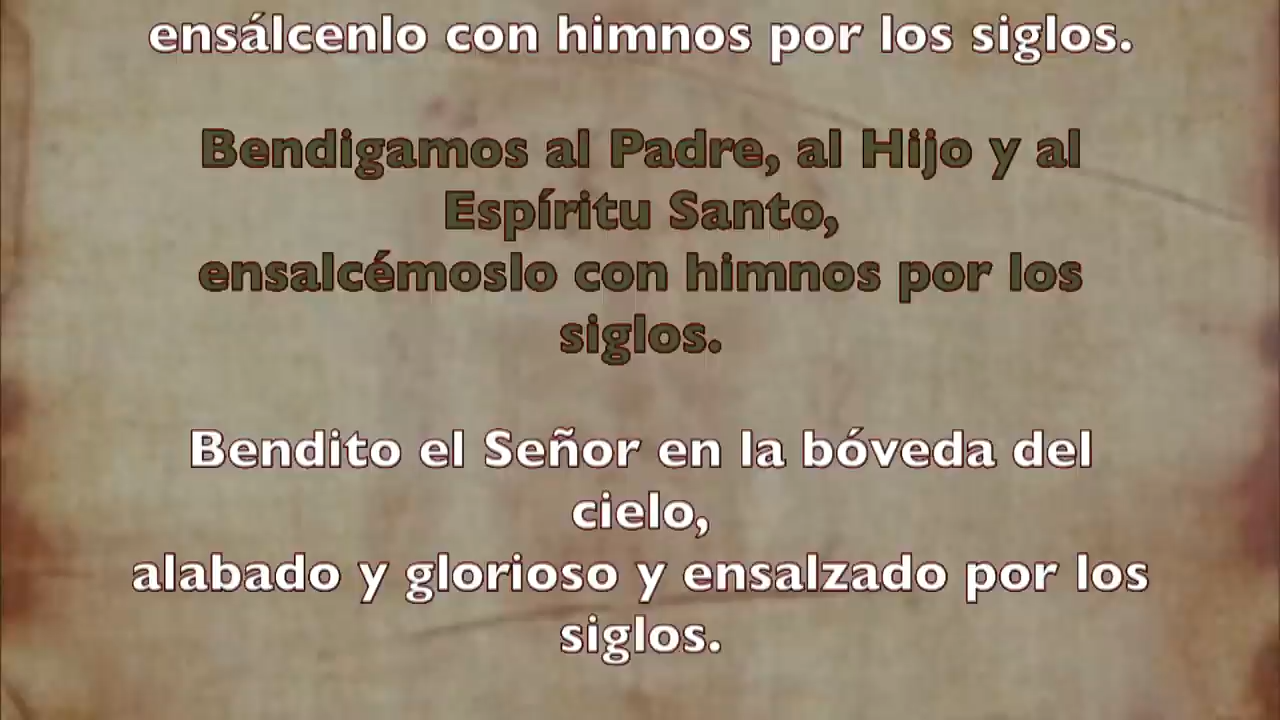 ensálcenlo con himnos por los siglos.
Bendigamos al Padre, al Hijo y al
Espíritu Santo,
ensalcémoslo con himnos por los
siglos.
Bendito el Señor en la bóveda del
cielo,
alabado y glorioso y ensalzado por los
siglos.